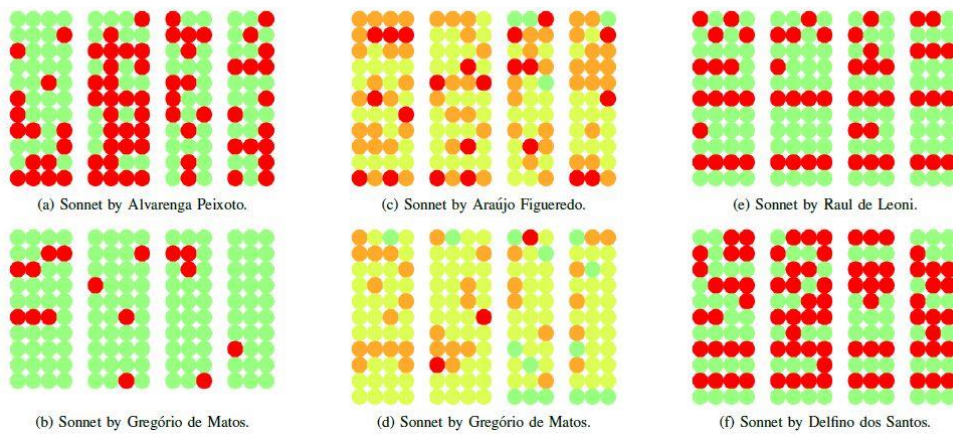 (a) Sonnet by Alvarenga Peixoto.
(c) Sonnet by Araújo Figueredo.
(e) Sonnet by Raul de Leoni.
(b) Sonnet by Gregório de Matos.
(d) Sonnet by Gregório de Matos.
(f) Sonnet by Delfino dos Santos.